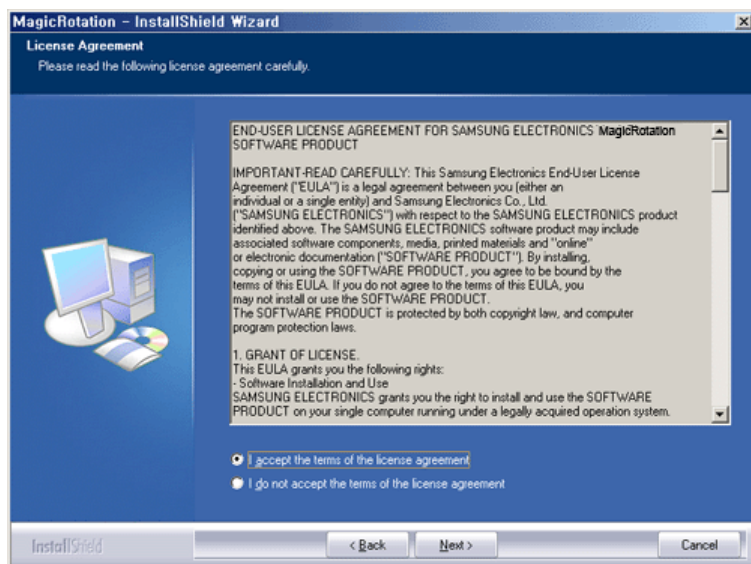 MagicRotation - InstallShield Wizard
License Agreement
Please read the following license agreement carefully.
END-USER LICENSE AGREEMENT FOR SAMSUNG ELECTRONICS MagicRotation
SOFTWARE PRODUCT
IMPORTANT-READ CAREFULLY: This Samsung Electronics End-User License
Agreement ("EULA") is a legal agreement between you (either an
individual or a single entity) and Samsung Electronics Co., Ltd.
("SAMSUNG ELECTRONICS") with respect to the SAMSUNG ELECTRONICS product
identified above. The SAMSUNG ELECTRONICS software product may include
associated software components, media, printed materials and "online"
or electronic documentation ("SOFTWARE PRODUCT"). By installing,
copying or using the SOFTWARE PRODUCT, you agree to be bound by the
terms of this EULA. If you do not agree to the terms of this EULA, you
may not install or use the SOFTWARE PRODUCT.
The SOFTWARE PRODUCT is protected by both copyright law, and computer
program protection laws.
1. GRANT OF LICENSE.
This EULA grants you the following rights:
- Software Installation and Use
SAMSUNG ELECTRONICS grants you the right to install and use the SOFTWARE
PRODUCT on your single computer running under a legally acquired operation system.
I accept the terms of the license agreement
I do not accept the terms of the license agreement
InstallShield
< Back
Next >
Cancel